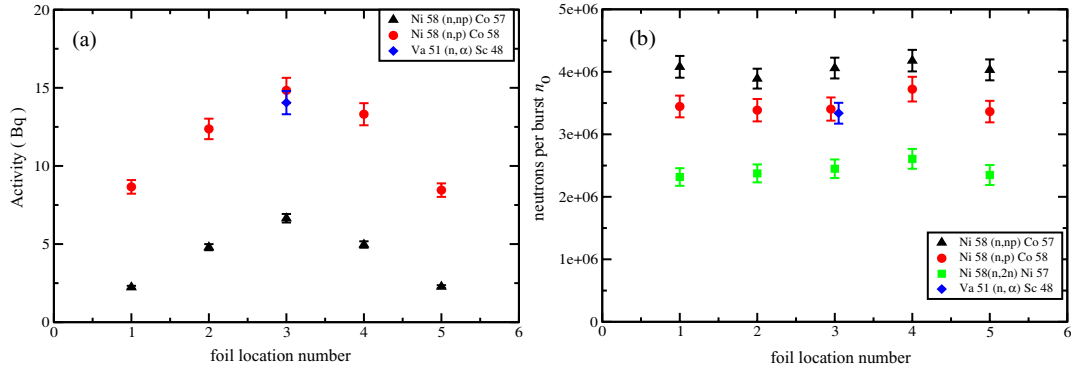 (a)
Ni 58 (n,np) Co 57
Ni 58 (n,p) Co 58
Va 51 (n, α) Sc 48
Activity ( Bq )
20
15
10
5
0
0 1 2 3 4 5 6
foil location number
(b)
neutrons per burst n0
5e+06
4e+06
3e+06
2e+06
1e+06
0
Ni 58 (n,np) Co 57
Ni 58 (n,p) Co 58
Ni 58(n,2n) Ni 57
Va 51 (n, α) Sc 48
0 1 2 3 4 5 6
foil location number